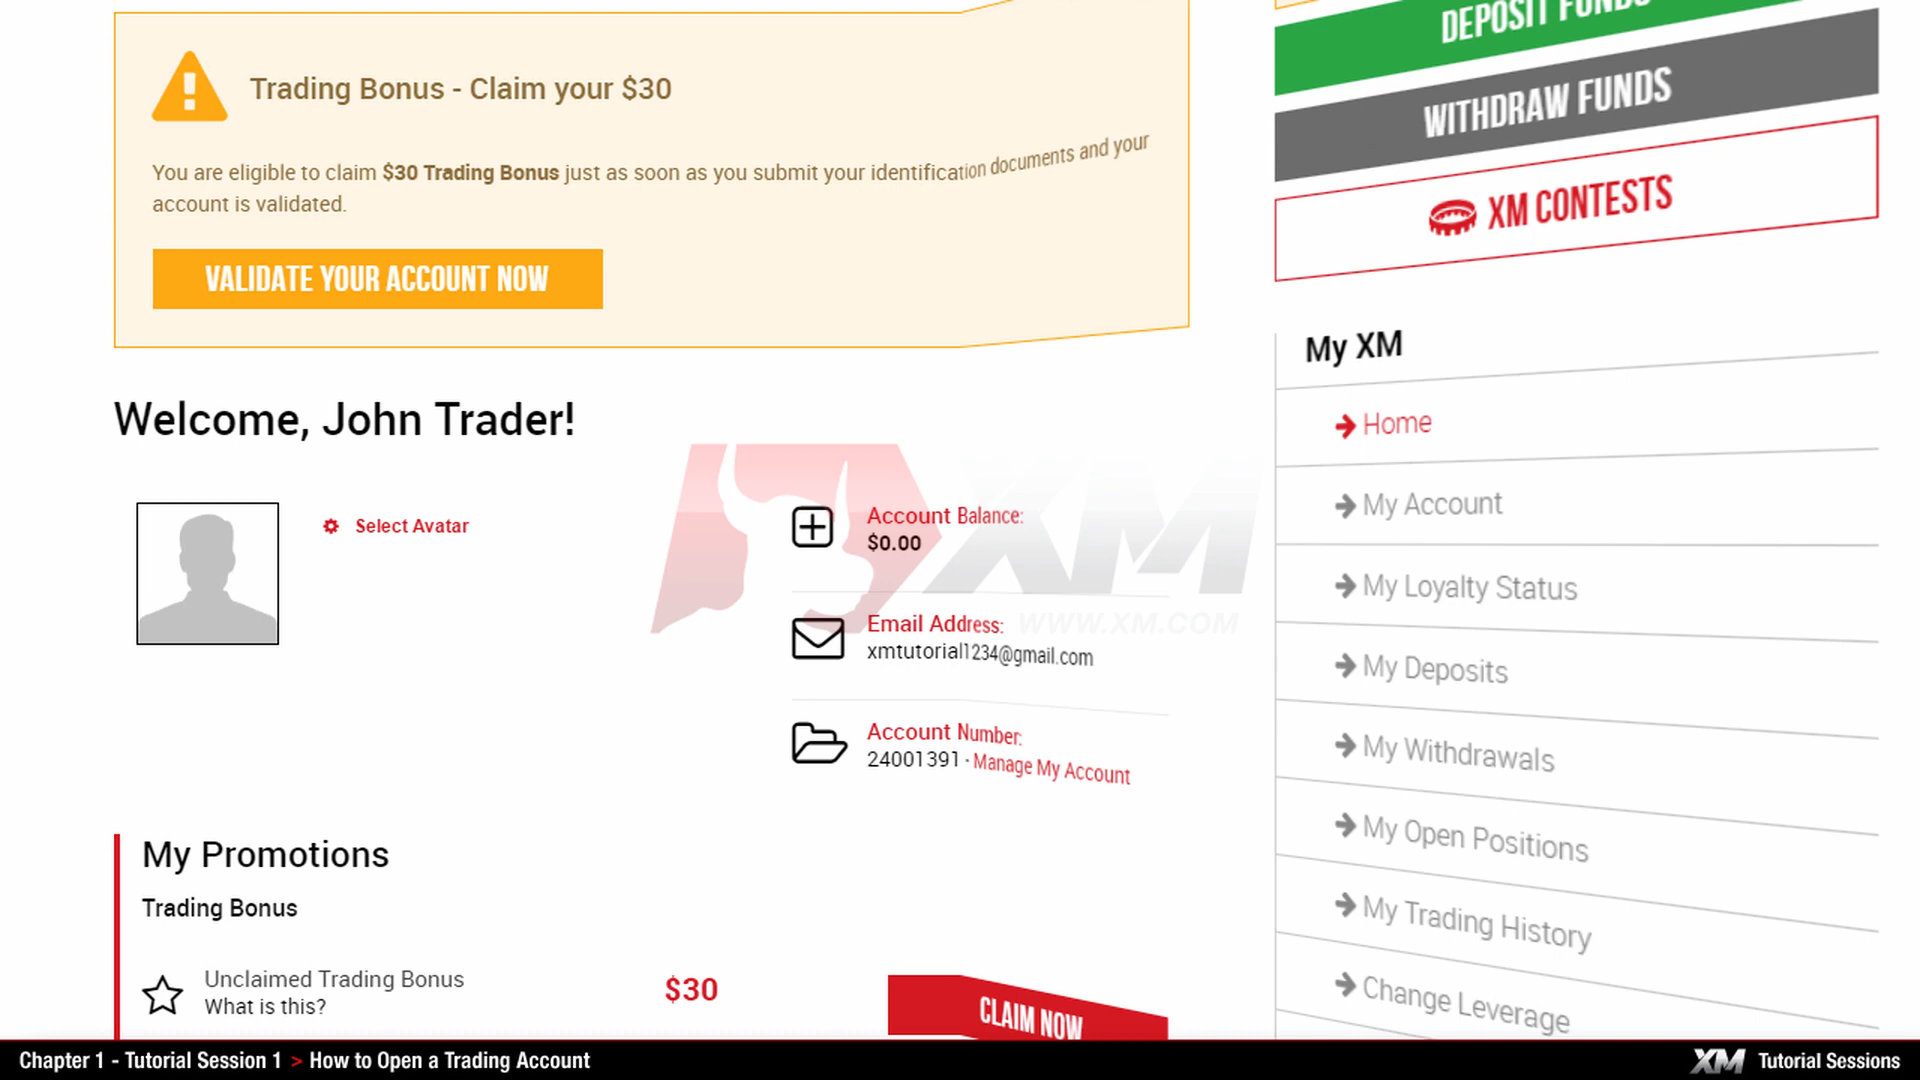 Trading Bonus - Claim your $30
You are eligible to claim $30 Trading Bonus just as soon as you submit your identification documents and your
account is validated.
VALIDATE YOUR ACCOUNT NOW
Welcome, John Trader!
Select Avatar
Account Balance:
$0.00
Email Address:
xmtutorial1234@gmail.com
Account Number:
24001391 · Manage My Account
XM
WWW.XM.COM
My Promotions
Trading Bonus
Unclaimed Trading Bonus
What is this?
$30
CLAIM NOW
DEPOSIT FUNDS
WITHDRAW FUNDS
XM CONTESTS
My XM
Home
My Account
My Loyalty Status
My Deposits
My Withdrawals
My Open Positions
My Trading History
Change Leverage
Chapter 1 - Tutorial Session 1 > How to Open a Trading Account
XM Tutorial Sessions